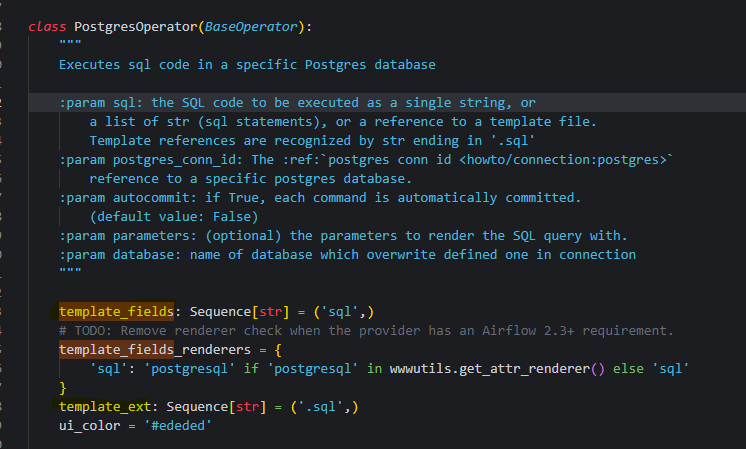 class PostgresOperator(BaseOperator):
"""
Executes sql code in a specific Postgres database
:param sql: the SQL code to be executed as a single string, or
a list of str (sql statements), or a reference to a template file.
Template references are recognized by str ending in '.sql'
:param postgres_conn_id: The :ref:`postgres conn id <howto/connection:postgres>`
reference to a specific postgres database.
:param autocommit: if True, each command is automatically committed.
(default value: False)
:param parameters: (optional) the parameters to render the SQL query with.
:param database: name of database which overwrite defined one in connection
"""
template_fields: Sequence[str] = ('sql',)
# TODO: Remove renderer check when the provider has an Airflow 2.3+ requirement.
template_fields_renderers = {
'sql': 'postgresql' if 'postgresql' in wwwutils.get_attr_renderer() else 'sql'
}
template_ext: Sequence[str] = ('.sql',)
ui_color = '#ededed'